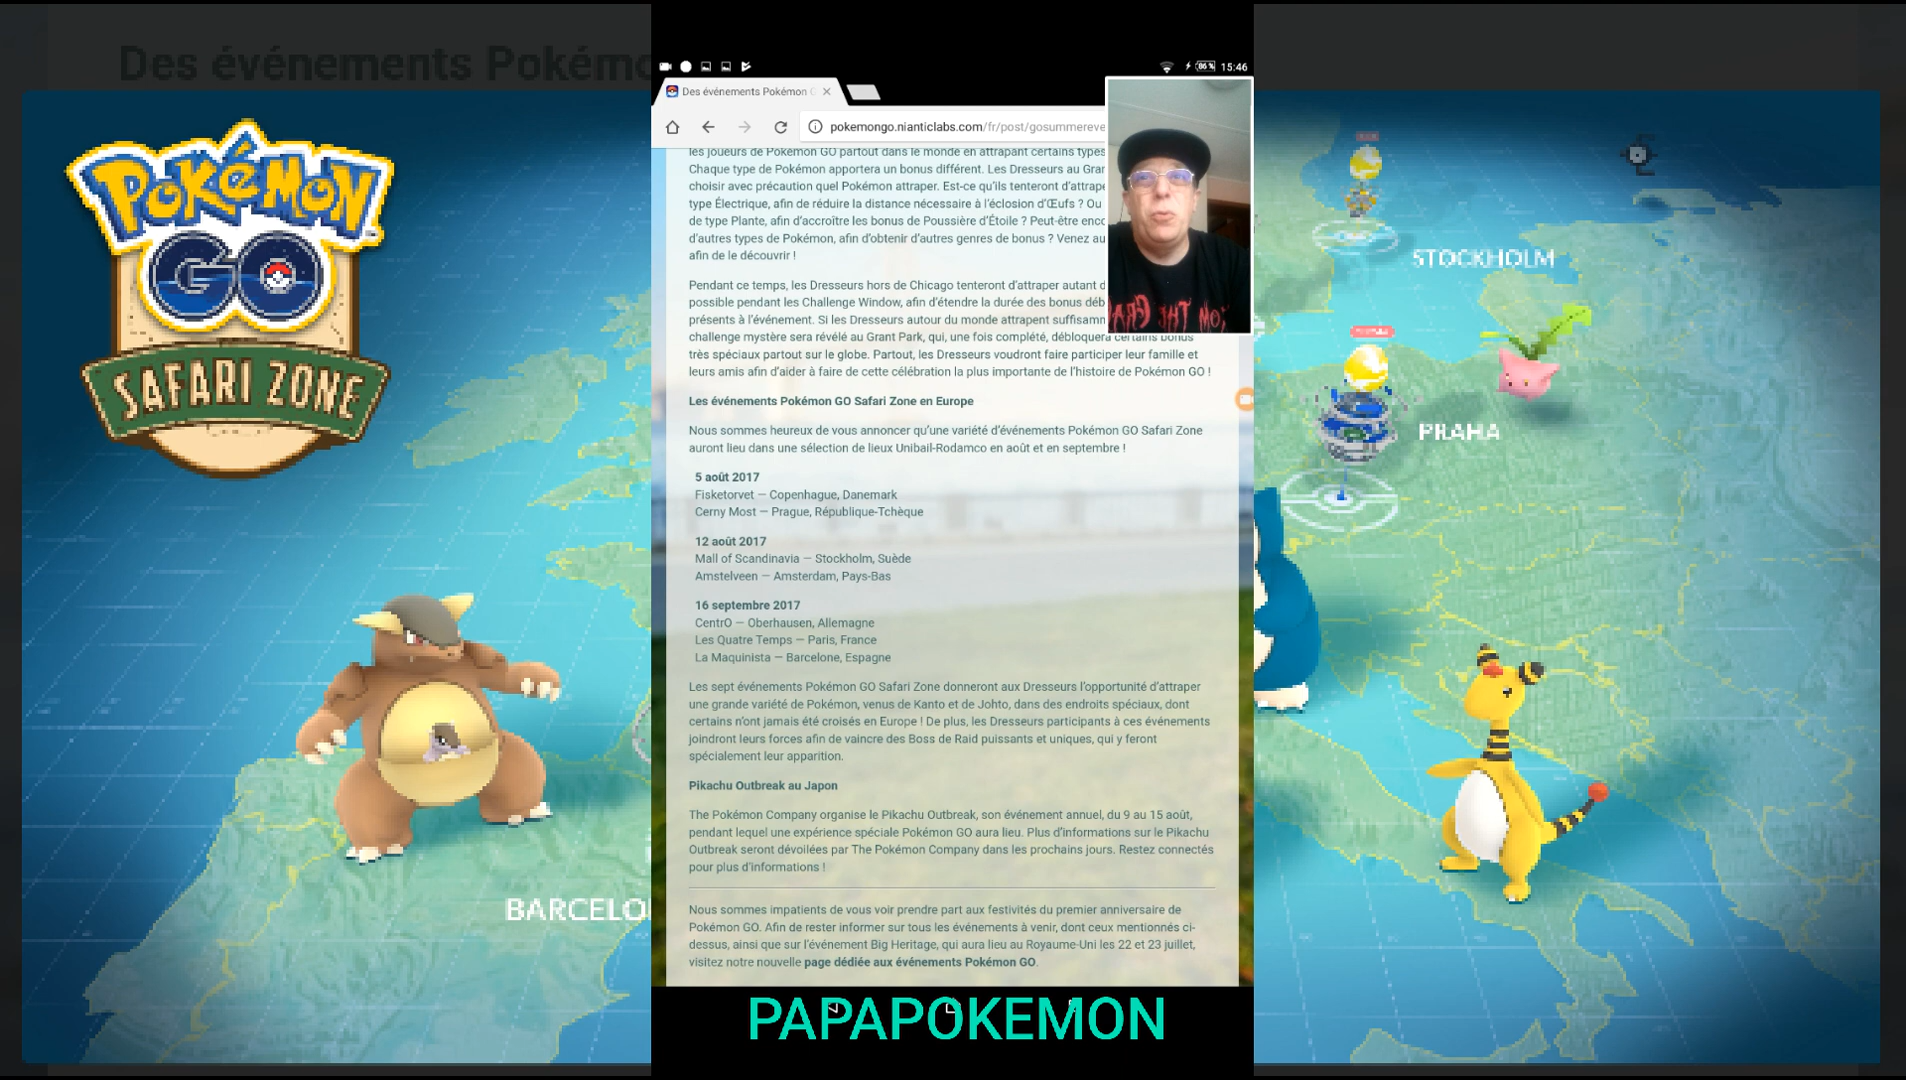 Des événements Pokémo
POKÉMON
GO
SAFARI ZONE
BARCELO
15:46
86 %
Des événements Pokémon G
pokemongo.nianticlabs.com/fr/post/gosummereve
les joueurs de Pokémon GO partout dans le monde en attrapant certains types
Chaque type de Pokémon apportera un bonus différent. Les Dresseurs au Gran
choisir avec précaution quel Pokémon attraper. Est-ce qu'ils tenteront d'attrape
type Électrique, afin de réduire la distance nécessaire à l'éclosion d'Œufs ? Ou
de type Plante, afin d'accroître les bonus de Poussière d'Étoile ? Peut-être enco
d'autres types de Pokémon, afin d'obtenir d'autres genres de bonus ? Venez au
afin de le découvrir !
Pendant ce temps, les Dresseurs hors de Chicago tenteront d'attraper autant d
possible pendant les Challenge Window, afin d'étendre la durée des bonus déb
présents à l'événement. Si les Dresseurs autour du monde attrapent suffisamm
challenge mystère sera révélé au Grant Park, qui, une fois complété, débloquera certains bonus
très spéciaux partout sur le globe. Partout, les Dresseurs voudront faire participer leur famille et
leurs amis afin d'aider à faire de cette célébration la plus importante de l'histoire de Pokémon GO !
Les événements Pokémon GO Safari Zone en Europe
Nous sommes heureux de vous annoncer qu'une variété d'événements Pokémon GO Safari Zone
auront lieu dans une sélection de lieux Unibail-Rodamco en août et en septembre !
5 août 2017
Fisketorvet — Copenhague, Danemark
Cerny Most — Prague, République-Tchèque
12 août 2017
Mall of Scandinavia — Stockholm, Suède
Amstelveen — Amsterdam, Pays-Bas
16 septembre 2017
CentrO — Oberhausen, Allemagne
Les Quatre Temps — Paris, France
La Maquinista — Barcelone, Espagne
Les sept événements Pokémon GO Safari Zone donneront aux Dresseurs l'opportunité d'attraper
une grande variété de Pokémon, venus de Kanto et de Johto, dans des endroits spéciaux, dont
certains n'ont jamais été croisés en Europe ! De plus, les Dresseurs participants à ces événements
joindront leurs forces afin de vaincre des Boss de Raid puissants et uniques, qui y feront
spécialement leur apparition.
Pikachu Outbreak au Japon
The Pokémon Company organise le Pikachu Outbreak, son événement annuel, du 9 au 15 août,
pendant lequel une expérience spéciale Pokémon GO aura lieu. Plus d'informations sur le Pikachu
Outbreak seront dévoilées par The Pokémon Company dans les prochains jours. Restez connectés
pour plus d'informations !
Nous sommes impatients de vous voir prendre part aux festivités du premier anniversaire de
Pokémon GO. Afin de rester informer sur tous les événements à venir, dont ceux mentionnés ci-
dessus, ainsi que sur l'événement Big Heritage, qui aura lieu au Royaume-Uni les 22 et 23 juillet,
visitez notre nouvelle page dédiée aux événements Pokémon GO.
PAPAPOKEMON
STOCKHOLM
PRAHA